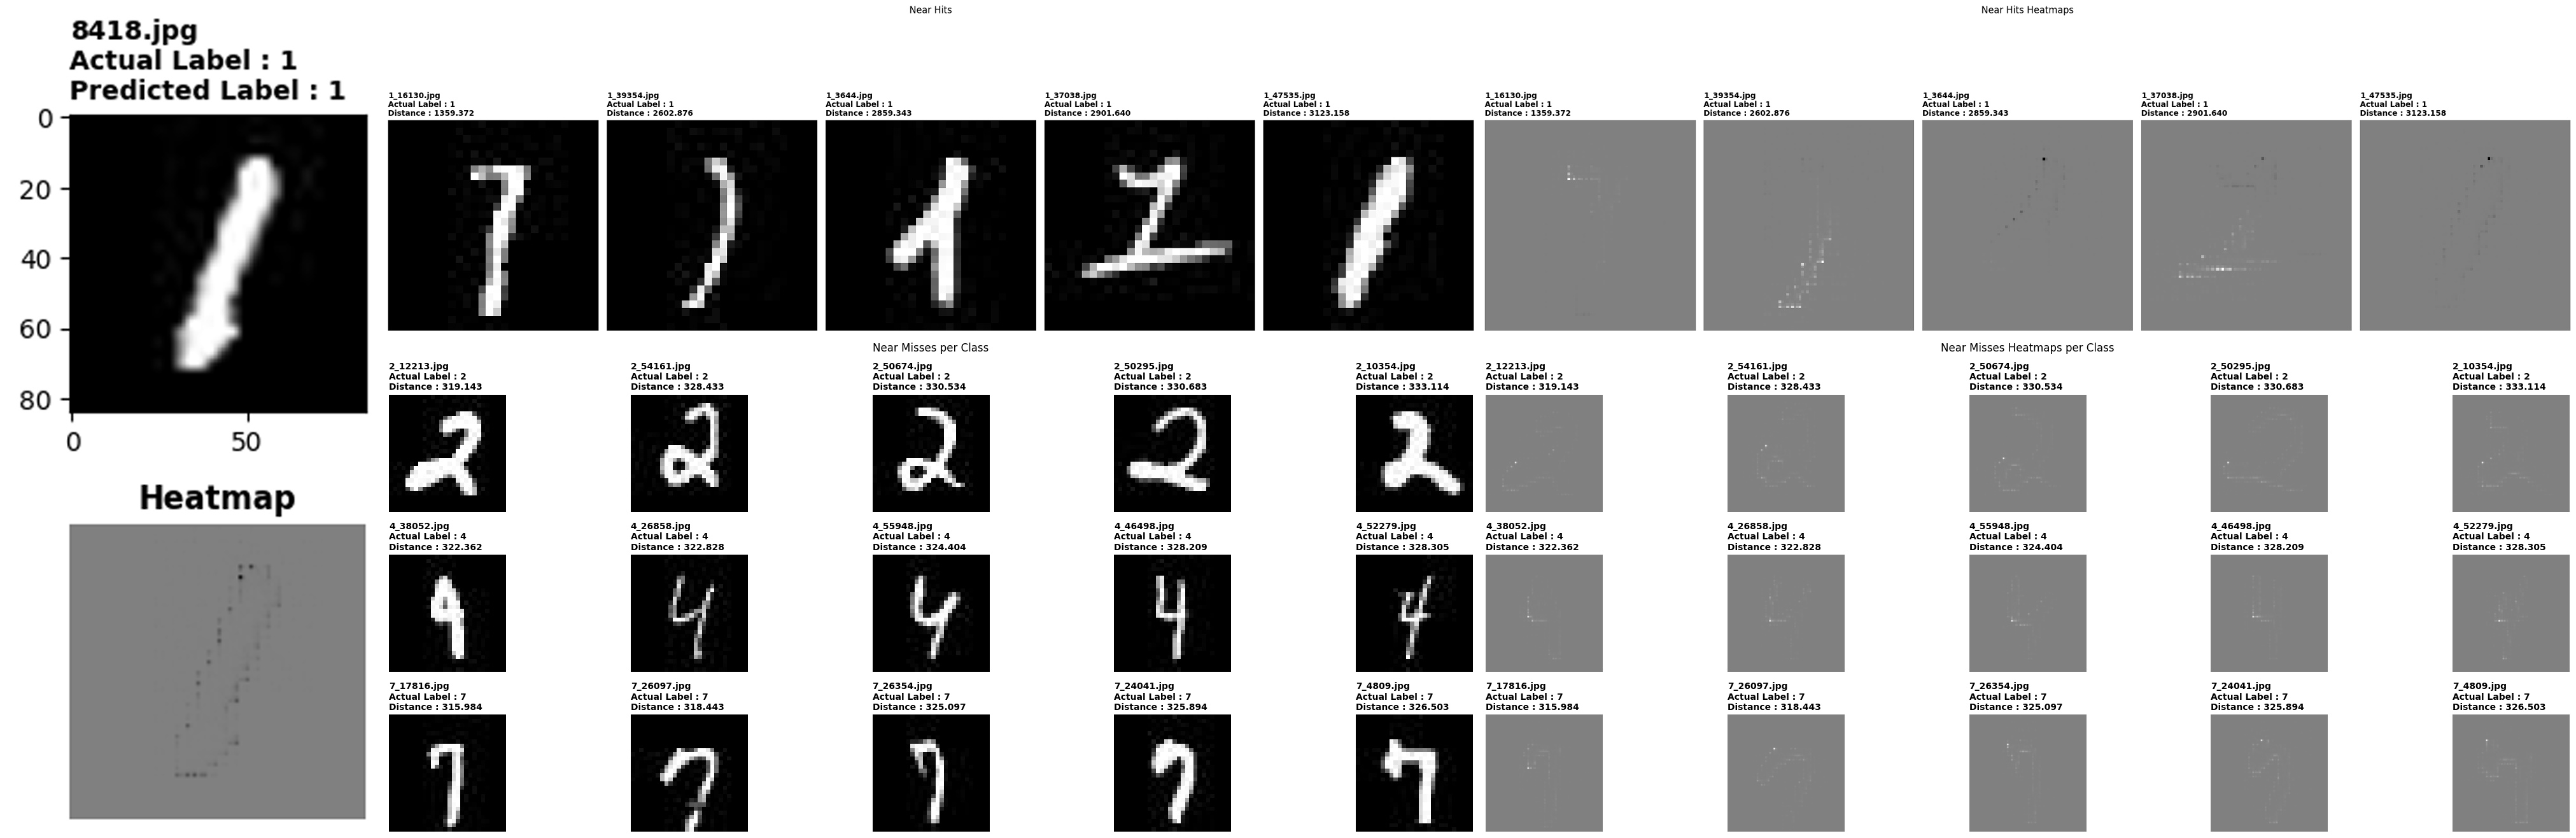 Near Hits
Near Hits Heatmaps
8418.jpg
Actual Label : 1
Predicted Label : 1
0
20
40
60
80
0
50
Heatmap
1_16130.jpg
Actual Label : 1
Distance : 1359.372
1_39354.jpg
Actual Label : 1
Distance : 2602.876
1_3644.jpg
Actual Label : 1
Distance : 2859.343
1_37038.jpg
Actual Label : 1
Distance : 2901.640
1_47535.jpg
Actual Label : 1
Distance : 3123.158
1_16130.jpg
Actual Label : 1
Distance : 1359.372
1_39354.jpg
Actual Label : 1
Distance : 2602.876
1_3644.jpg
Actual Label : 1
Distance : 2859.343
1_37038.jpg
Actual Label : 1
Distance : 2901.640
1_47535.jpg
Actual Label : 1
Distance : 3123.158
Near Misses per Class
Near Misses Heatmaps per Class
2_12213.jpg
Actual Label : 2
Distance : 319.143
2_54161.jpg
Actual Label : 2
Distance : 328.433
2_50674.jpg
Actual Label : 2
Distance : 330.534
2_50295.jpg
Actual Label : 2
Distance : 330.683
2_10354.jpg
Actual Label : 2
Distance : 333.114
2_12213.jpg
Actual Label : 2
Distance : 319.143
2_54161.jpg
Actual Label : 2
Distance : 328.433
2_50674.jpg
Actual Label : 2
Distance : 330.534
2_50295.jpg
Actual Label : 2
Distance : 330.683
2_10354.jpg
Actual Label : 2
Distance : 333.114
4_38052.jpg
Actual Label : 4
Distance : 322.362
4_26858.jpg
Actual Label : 4
Distance : 322.828
4_55948.jpg
Actual Label : 4
Distance : 324.404
4_46498.jpg
Actual Label : 4
Distance : 328.209
4_52279.jpg
Actual Label : 4
Distance : 328.305
4_38052.jpg
Actual Label : 4
Distance : 322.362
4_26858.jpg
Actual Label : 4
Distance : 322.828
4_55948.jpg
Actual Label : 4
Distance : 324.404
4_46498.jpg
Actual Label : 4
Distance : 328.209
4_52279.jpg
Actual Label : 4
Distance : 328.305
7_17816.jpg
Actual Label : 7
Distance : 315.984
7_26097.jpg
Actual Label : 7
Distance : 318.443
7_26354.jpg
Actual Label : 7
Distance : 325.097
7_24041.jpg
Actual Label : 7
Distance : 325.894
7_4809.jpg
Actual Label : 7
Distance : 326.503
7_17816.jpg
Actual Label : 7
Distance : 315.984
7_26097.jpg
Actual Label : 7
Distance : 318.443
7_26354.jpg
Actual Label : 7
Distance : 325.097
7_24041.jpg
Actual Label : 7
Distance : 325.894
7_4809.jpg
Actual Label : 7
Distance : 326.503